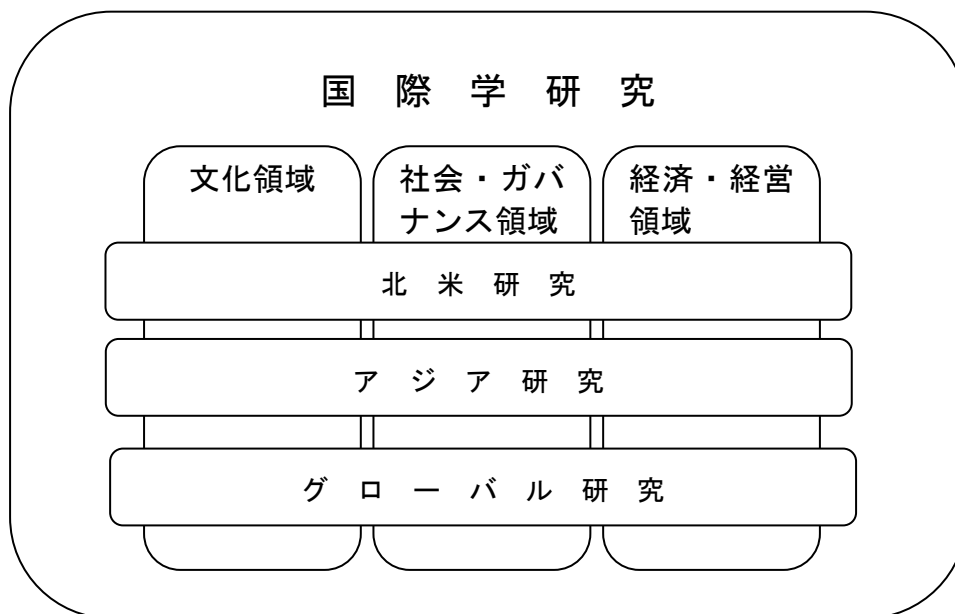 国 際 学 研 究
文化領域
社会・ガバ
ナンス領域
経済・経営
領域
北 米 研 究
ア ジ ア 研 究
グ ロ ー バ ル 研 究